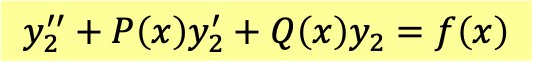 y₂′′ + P(x)y₂′ + Q(x)y₂ = f(x)